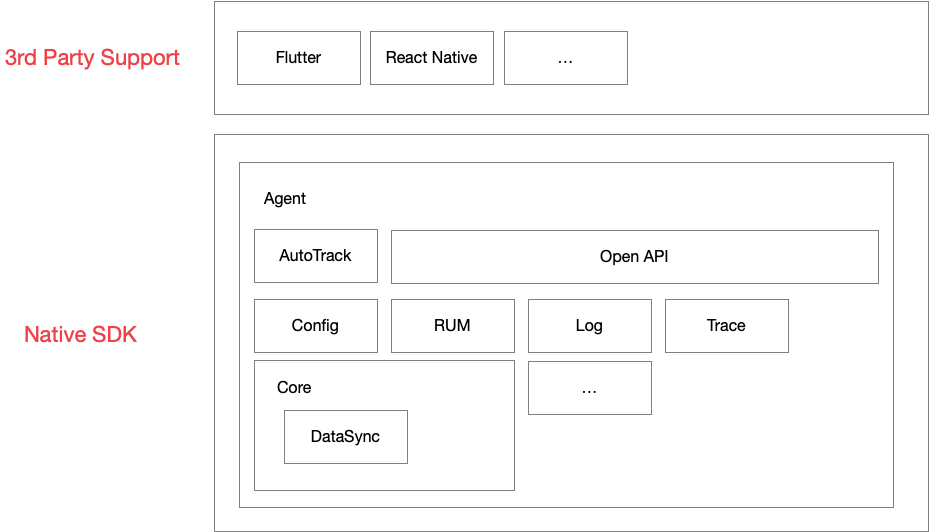 3rd Party Support
Flutter
React Native
...
Native SDK
Agent
AutoTrack
Open API
Config
RUM
Log
Trace
Core
...
DataSync